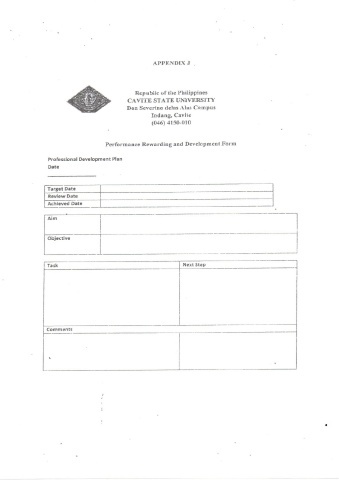 APPENDIX J
Republic of the Philippines
CAVITE STATE UNIVERSITY
Don Severino delas Alas Campus
Indang, Cavite
(046) 4150-010
Performance Rewarding and Development Form
Professional Development Plan
Date
Target Date
Review Date
Achieved Date
Aim
Objective
Task
Next Step
Comments